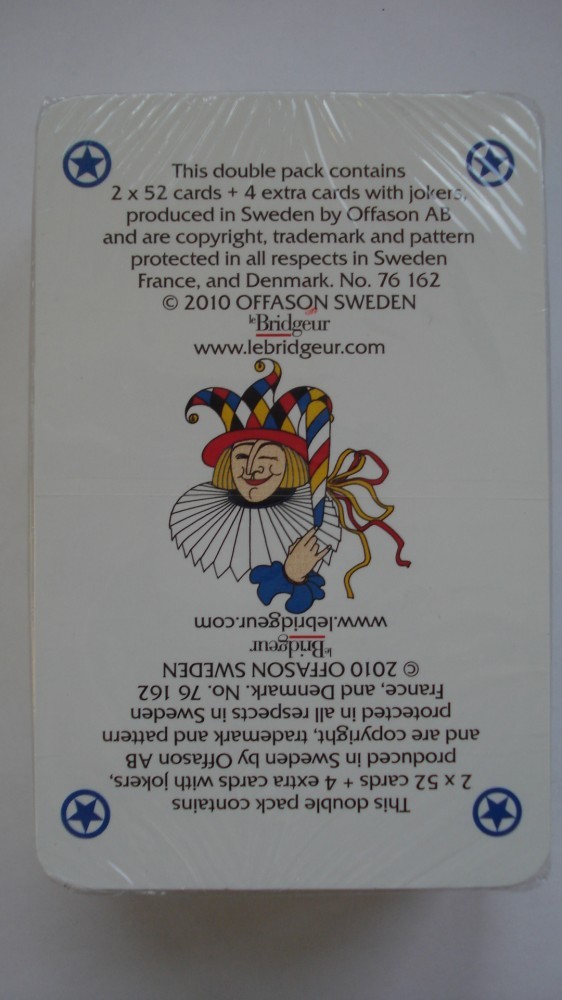 This double pack contains
2 x 52 cards + 4 extra cards with jokers,
produced in Sweden by Offason AB
and are copyright, trademark and pattern
protected in all respects in Sweden
France, and Denmark. No. 76 162
© 2010 OFFASON SWEDEN
le Bridgeur
www.lebridgeur.com
www.lebridgeur.com
le Bridgeur
© 2010 OFFASON SWEDEN
France, and Denmark. No. 76 162
protected in all respects in Sweden
and are copyright, trademark and pattern
produced in Sweden by Offason AB
2 x 52 cards + 4 extra cards with jokers,
This double pack contains